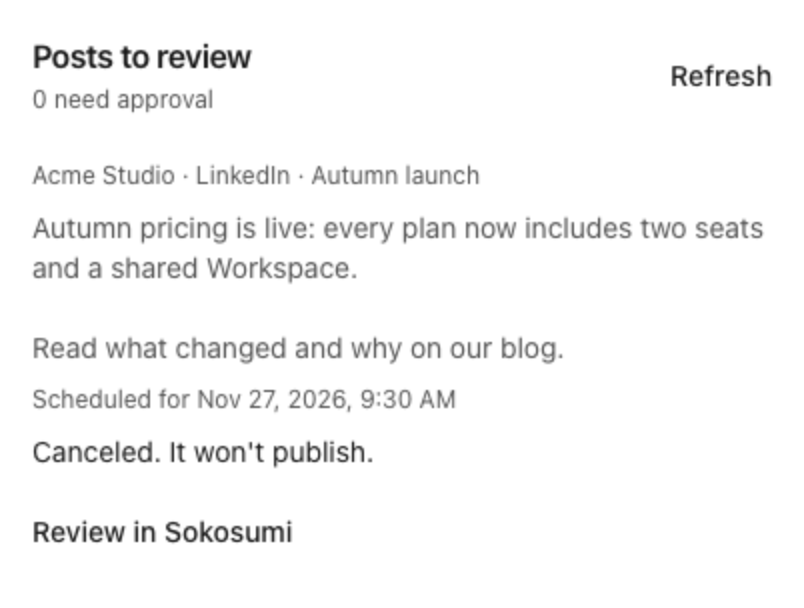 Posts to review
0 need approval
Refresh
Acme Studio · LinkedIn · Autumn launch
Autumn pricing is live: every plan now includes two seats
and a shared Workspace.
Read what changed and why on our blog.
Scheduled for Nov 27, 2026, 9:30 AM
Canceled. It won't publish.
Review in Sokosumi